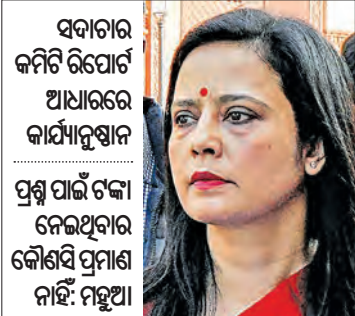 ସଦାଚାର
କମିଟି ରିପୋର୍ଟ
ଆଧାରରେ
କାର୍ଯ୍ୟାନୁଷ୍ଠାନ
ପ୍ରଶ୍ନ ପାଇଁ ଟଙ୍କା
ନେଇଥିବାର
କୌଣସି ପ୍ରମାଣ
ନାହିଁ: ମହୁଆ